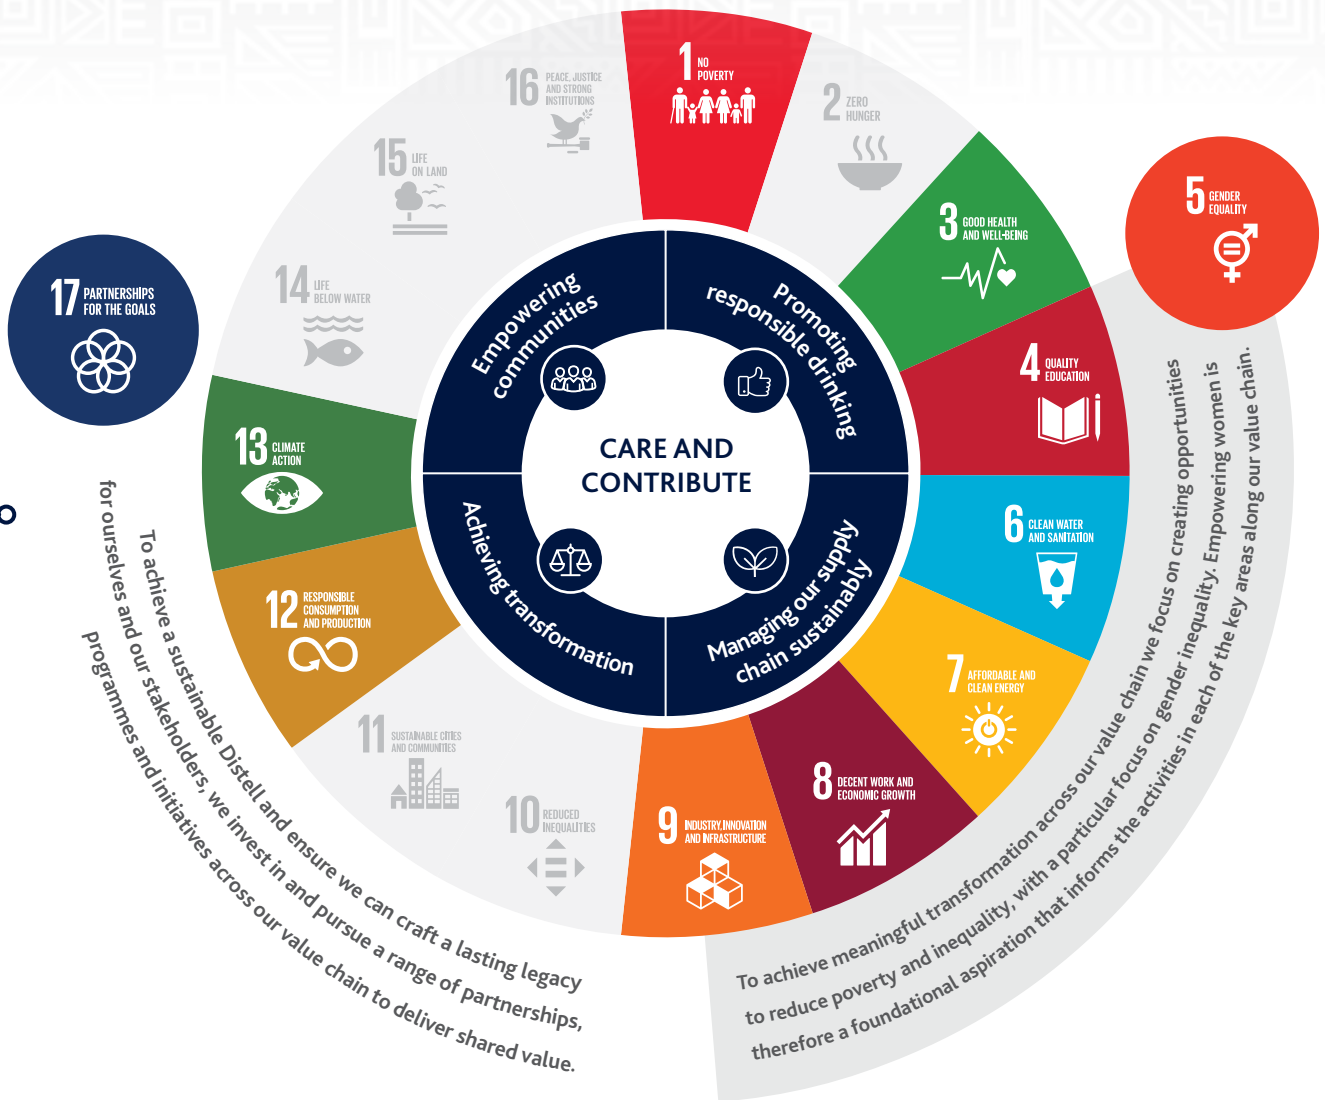 1 NO
POVERTY
2 ZERO
HUNGER
3 GOOD HEALTH
AND WELL-BEING
4 QUALITY
EDUCATION
5 GENDER
EQUALITY
6 CLEAN WATER
AND SANITATION
7 AFFORDABLE AND
CLEAN ENERGY
8 DECENT WORK AND
ECONOMIC GROWTH
9 INDUSTRY, INNOVATION
AND INFRASTRUCTURE
10 REDUCED
INEQUALITIES
11 SUSTAINABLE CITIES
AND COMMUNITIES
12 RESPONSIBLE
CONSUMPTION
AND PRODUCTION
13 CLIMATE
ACTION
14 LIFE
BELOW WATER
15 LIFE
ON LAND
16 PEACE, JUSTICE
AND STRONG
INSTITUTIONS
17 PARTNERSHIPS
FOR THE GOALS
Empowering
communities
Promoting
responsible drinking
CARE AND
CONTRIBUTE
Achieving transformation
Managing our supply
chain sustainably
To achieve a sustainable Distell and ensure we can craft a lasting legacy
for ourselves and our stakeholders, we invest in and pursue a range of partnerships,
programmes and initiatives across our value chain to deliver shared value.
To achieve meaningful transformation across our value chain we focus on creating opportunities
to reduce poverty and inequality, with a particular focus on gender inequality. Empowering women is
therefore a foundational aspiration that informs the activities in each of the key areas along our value chain.